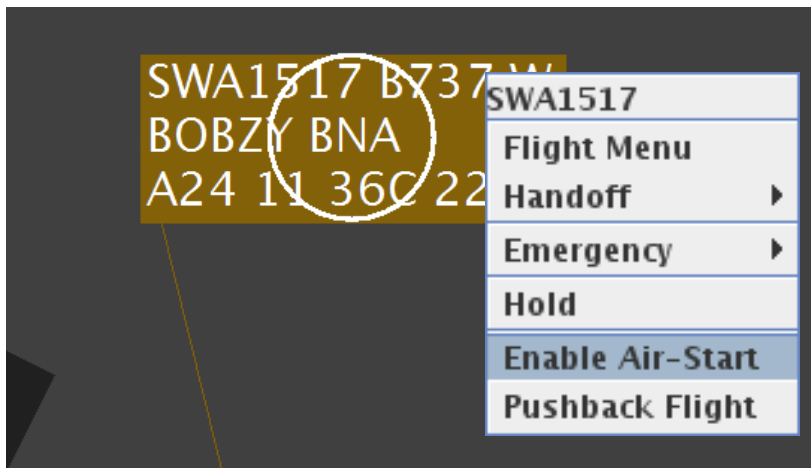 SWA1517 B737 W
BOBZY BNA
A24 11 36C 22
SWA1517
Flight Menu
Handoff
Emergency
Hold
Enable Air-Start
Pushback Flight